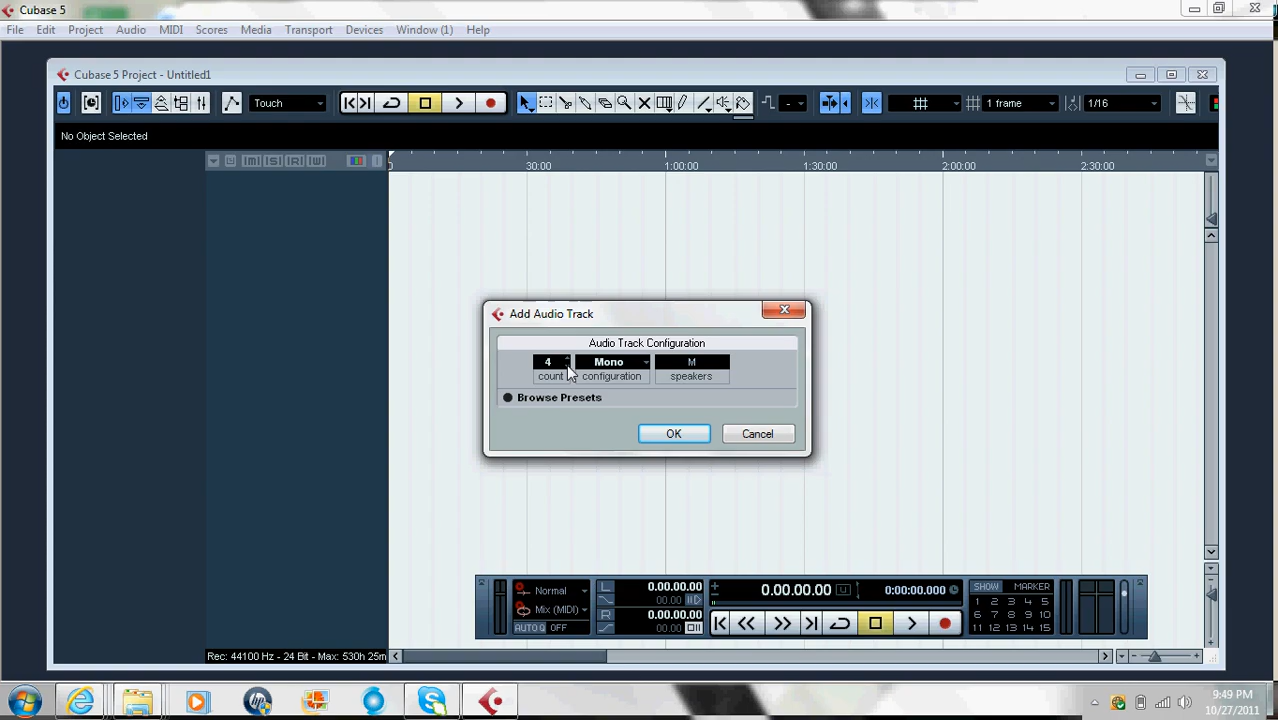 Cubase 5
File Edit Project Audio MIDI Scores Media Transport Devices Window (1) Help
Cubase 5 Project - Untitled1
Touch - 1 frame 1/16
No Object Selected
M S R W
30:00 1:00:00 1:30:00 2:00:00 2:30:00
Add Audio Track
Audio Track Configuration
4 Mono M
count configuration speakers
Browse Presets
OK Cancel
Normal L 0.00.00.00 0.00.00.00 0:00:00.000 SHOW MARKER
00.00
1 2 3 4 5
Mix (MIDI) R 0.00.00.00 6 7 8 9 10
AUTO Q OFF 00.00 11 12 13 14 15
Rec: 44100 Hz - 24 Bit - Max: 530h 25m
9:49 PM
10/27/2011